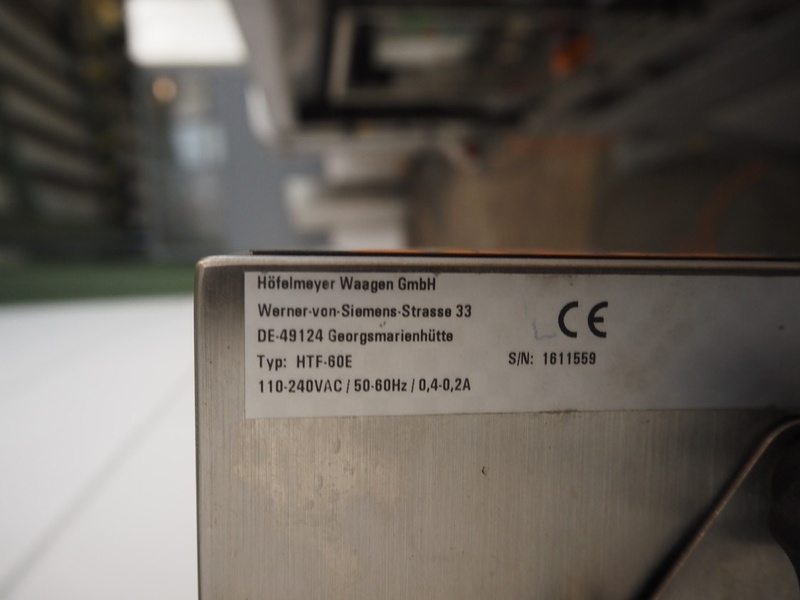 Höfelmeyer Waagen GmbH
Werner-von-Siemens-Strasse 33
DE-49124 Georgsmarienhütte
CE
Typ: HTF-60E
S/N: 1611559
110-240VAC / 50-60Hz / 0,4-0,2A